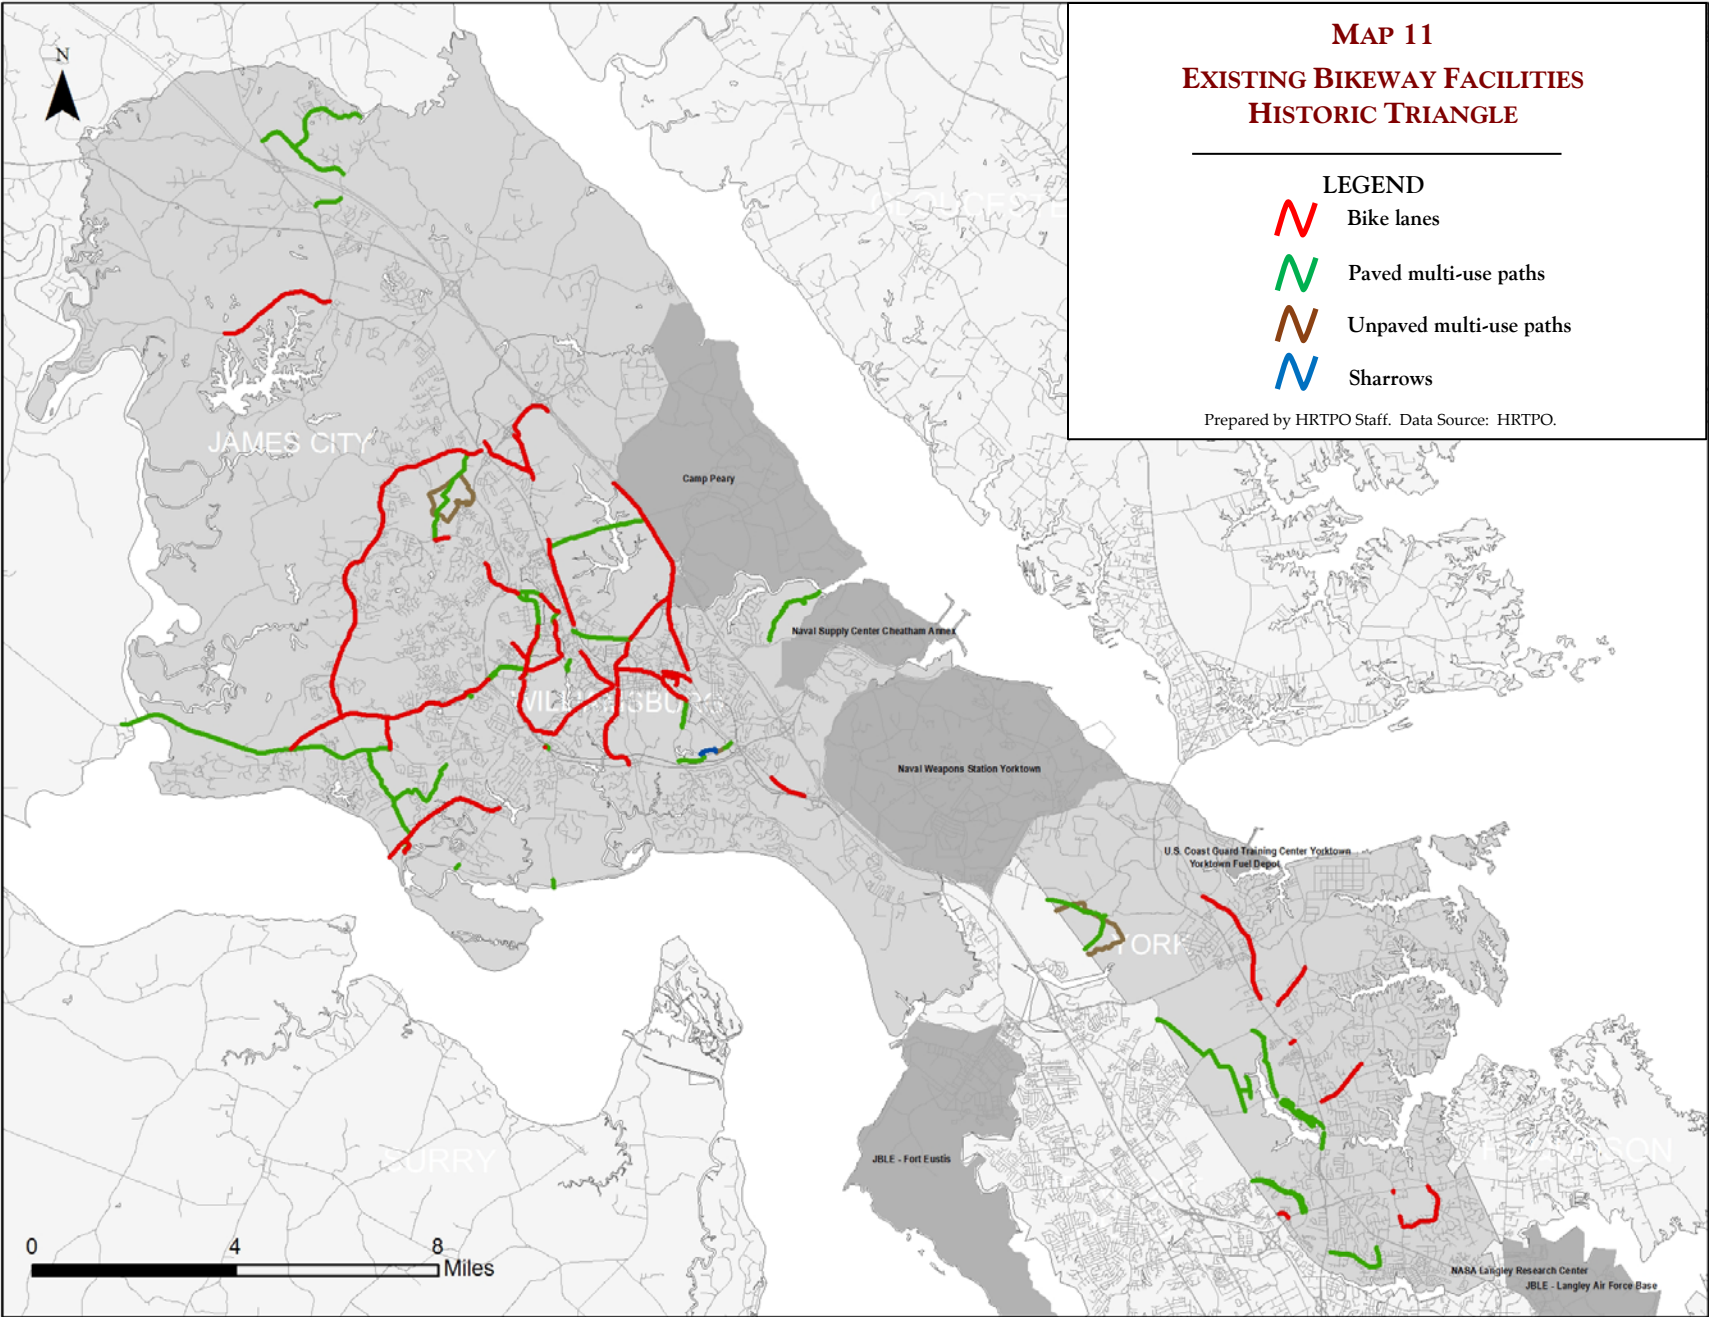 MAP 11
EXISTING BIKEWAY FACILITIES
HISTORIC TRIANGLE
LEGEND
Bike lanes
Paved multi-use paths
Unpaved multi-use paths
Sharrows
Prepared by HRTPO Staff.  Data Source:  HRTPO.
N
JAMES CITY
Camp Peary
Naval Supply Center Cheatham Annex
WILLIAMSBURG
Naval Weapons Station Yorktown
U.S. Coast Guard Training Center Yorktown
Yorktown Fuel Depot
YORK
SURRY
JBLE - Fort Eustis
NASA Langley Research Center
JBLE - Langley Air Force Base
0 4 8
Miles